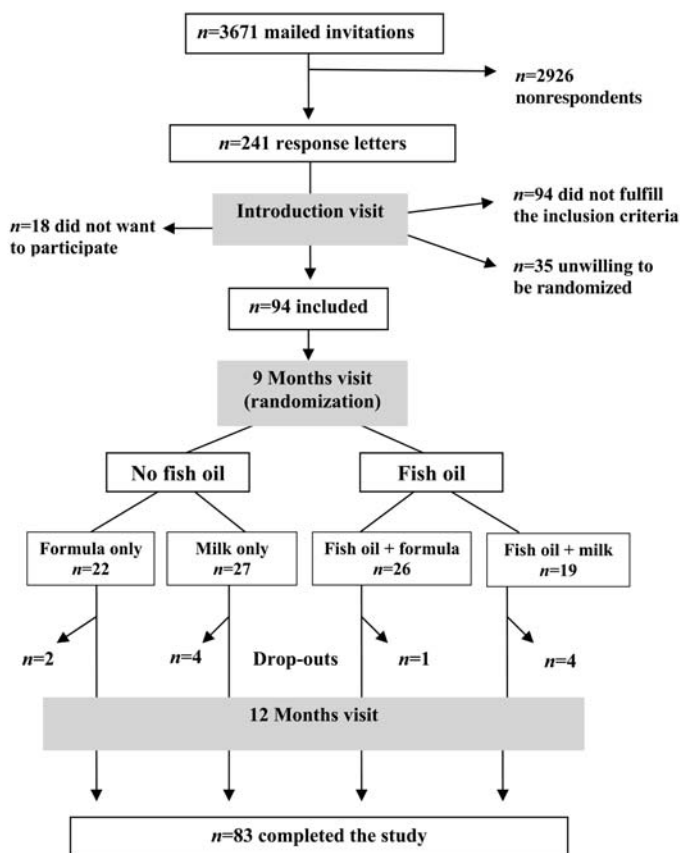 n=3671 mailed invitations
n=2926
nonrespondents
n=241 response letters
n=94 did not fulfill
the inclusion criteria
Introduction visit
n=18 did not want
to participate
n=35 unwilling to
be randomized
n=94 included
9 Months visit
(randomization)
No fish oil
Fish oil
Formula only
n=22
Milk only
n=27
Fish oil + formula
n=26
Fish oil + milk
n=19
n=2
n=4
Drop-outs
n=1
n=4
12 Months visit
n=83 completed the study